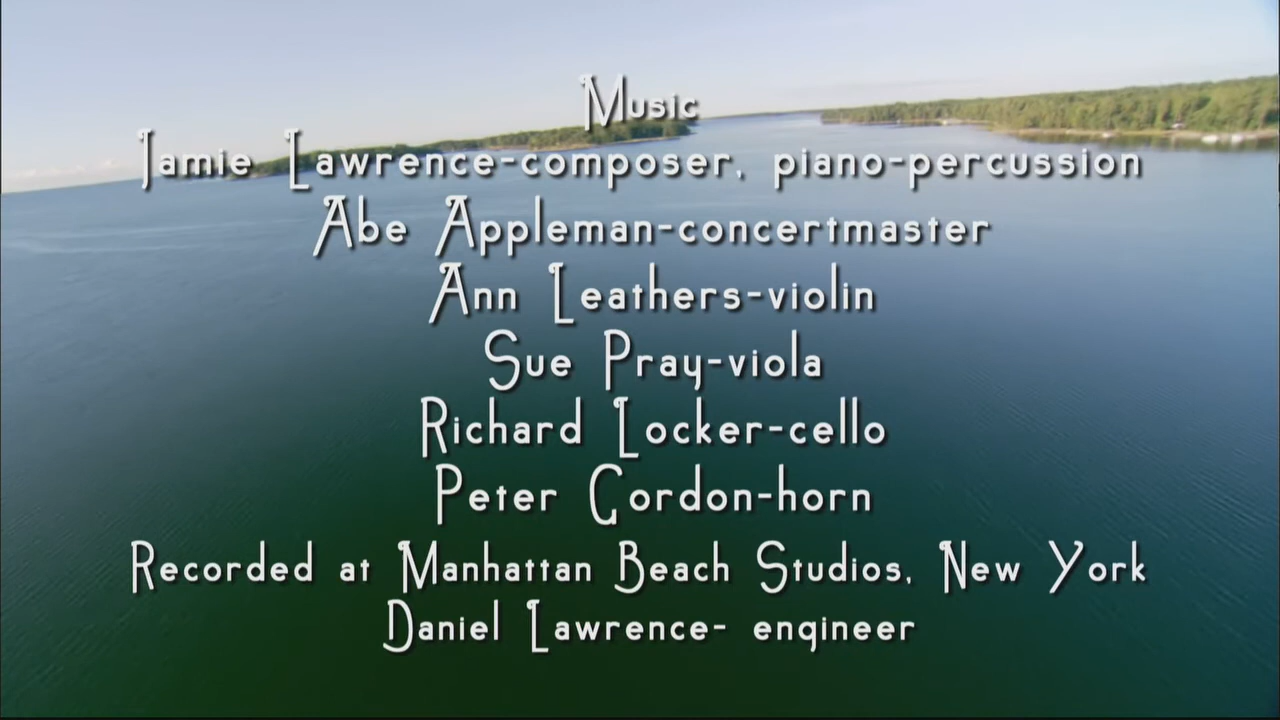 Music
Jamie Lawrence-composer, piano-percussion
Abe Appleman-concertmaster
Ann Leathers-violin
Sue Pray-viola
Richard Locker-cello
Peter Gordon-horn
Recorded at Manhattan Beach Studios, New York
Daniel Lawrence- engineer